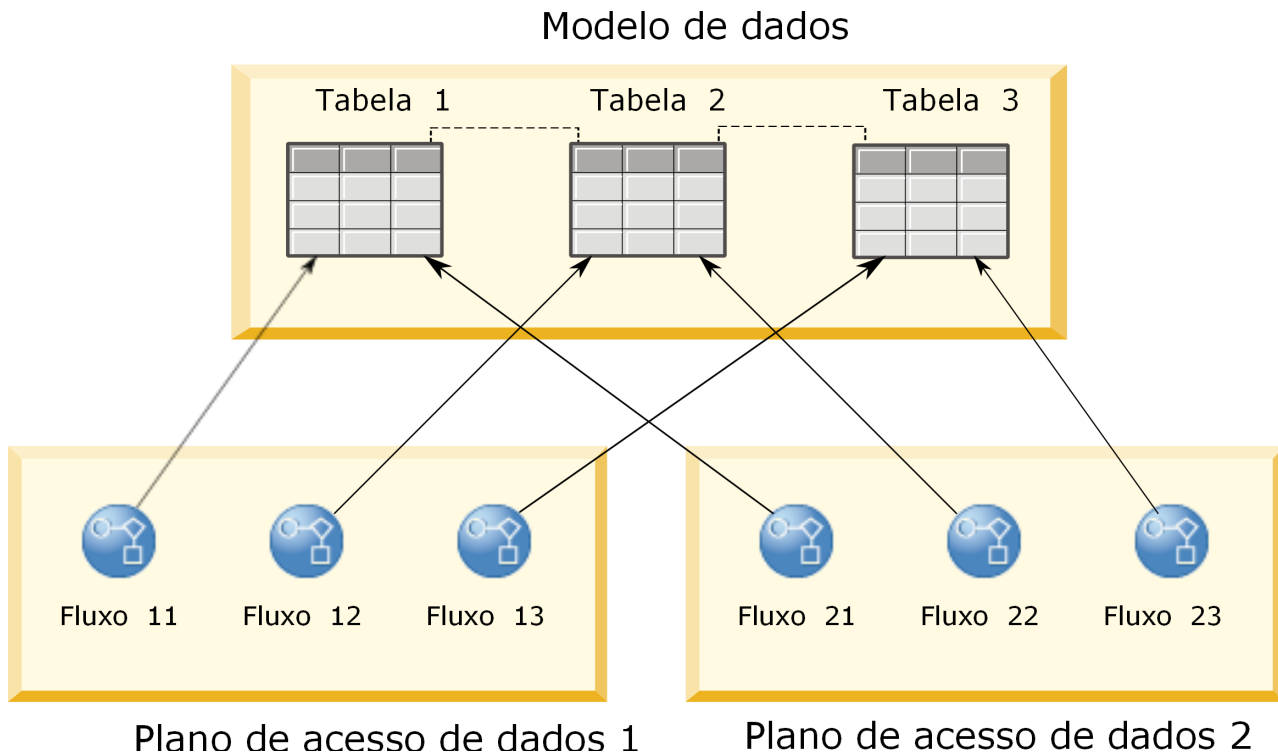 Modelo de dados
Tabela 1
Tabela 2
Tabela 3
Fluxo 11
Fluxo 12
Fluxo 13
Fluxo 21
Fluxo 22
Fluxo 23
Plano de acesso de dados 1
Plano de acesso de dados 2